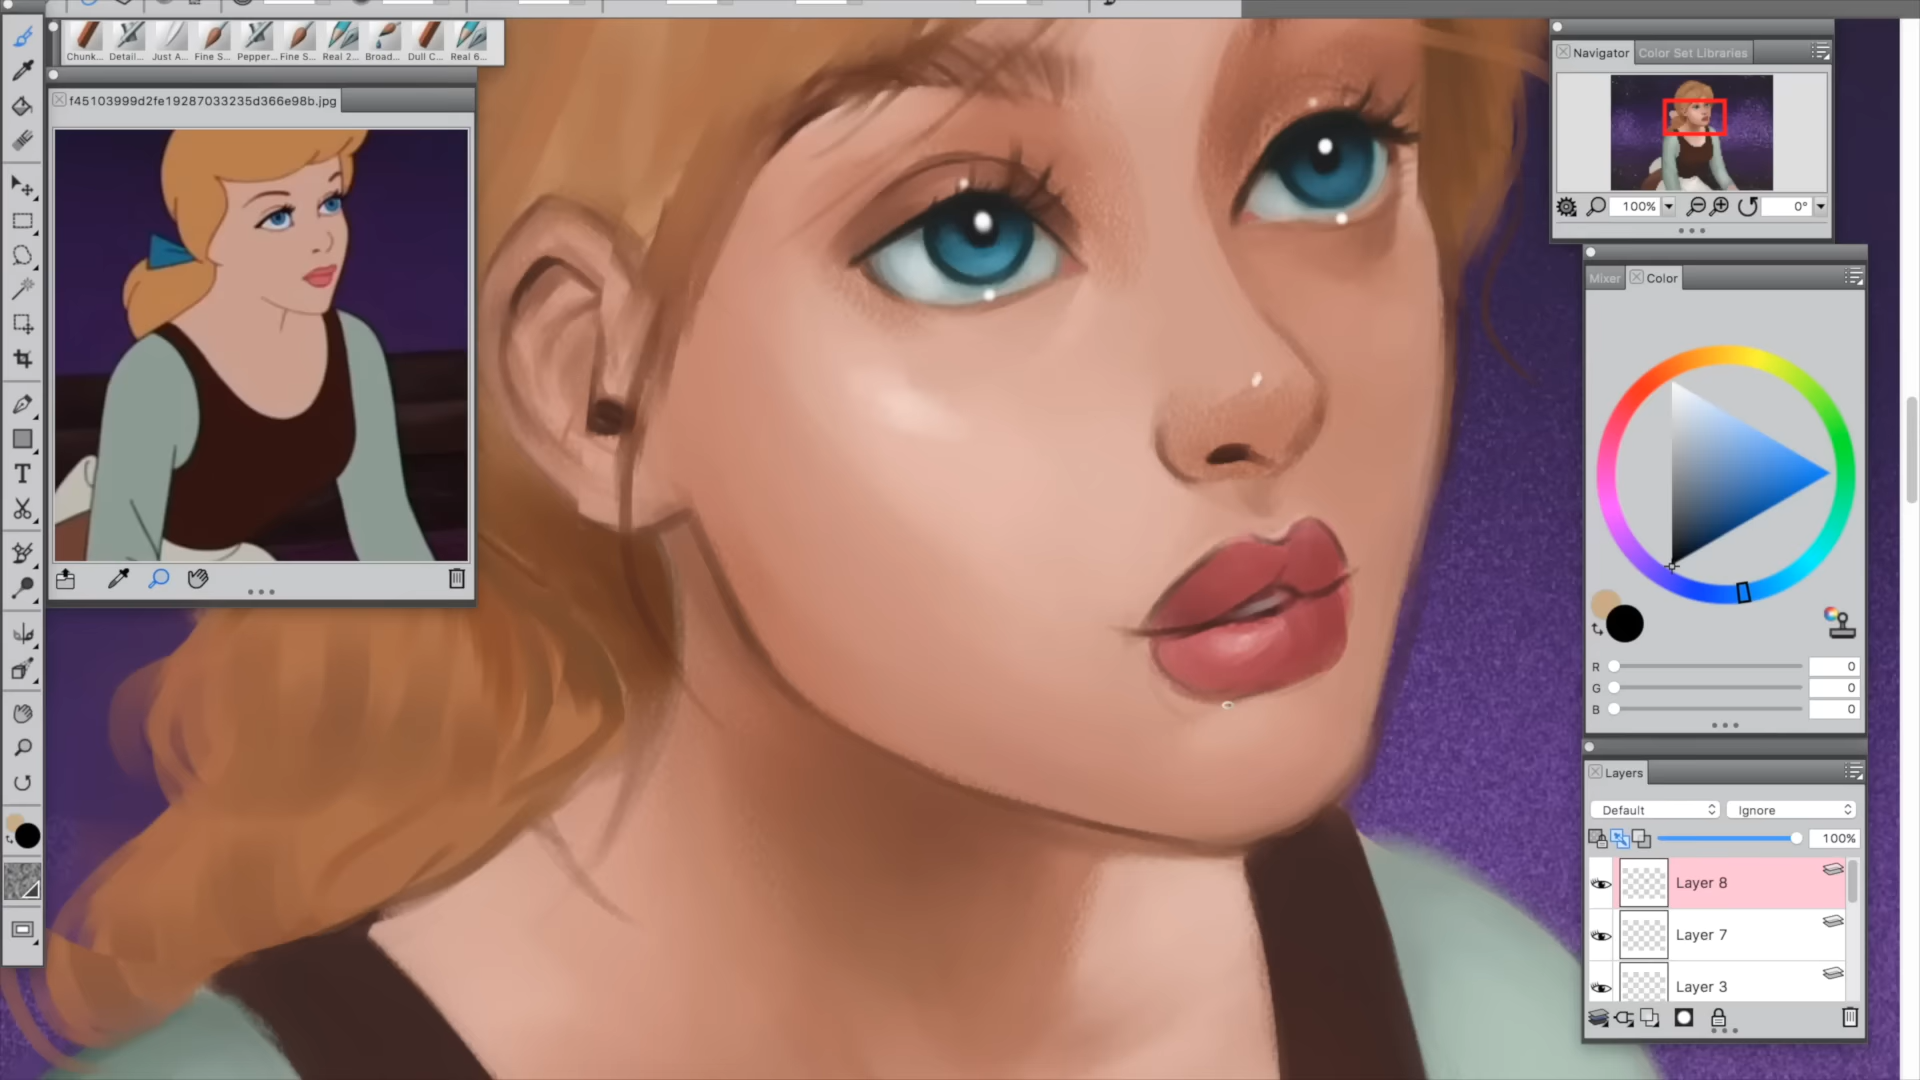 Chunk... Detail... Just A... Fine S... Pepper... Fine S... Real 2... Broad... Dull C... Real 6...
f45103999d2fe19287033235d366e98b.jpg
T
Navigator Color Set Libraries
100% 0°
Mixer Color
R 0
G 0
B 0
Layers
Default Ignore
100%
Layer 8
Layer 7
Layer 3